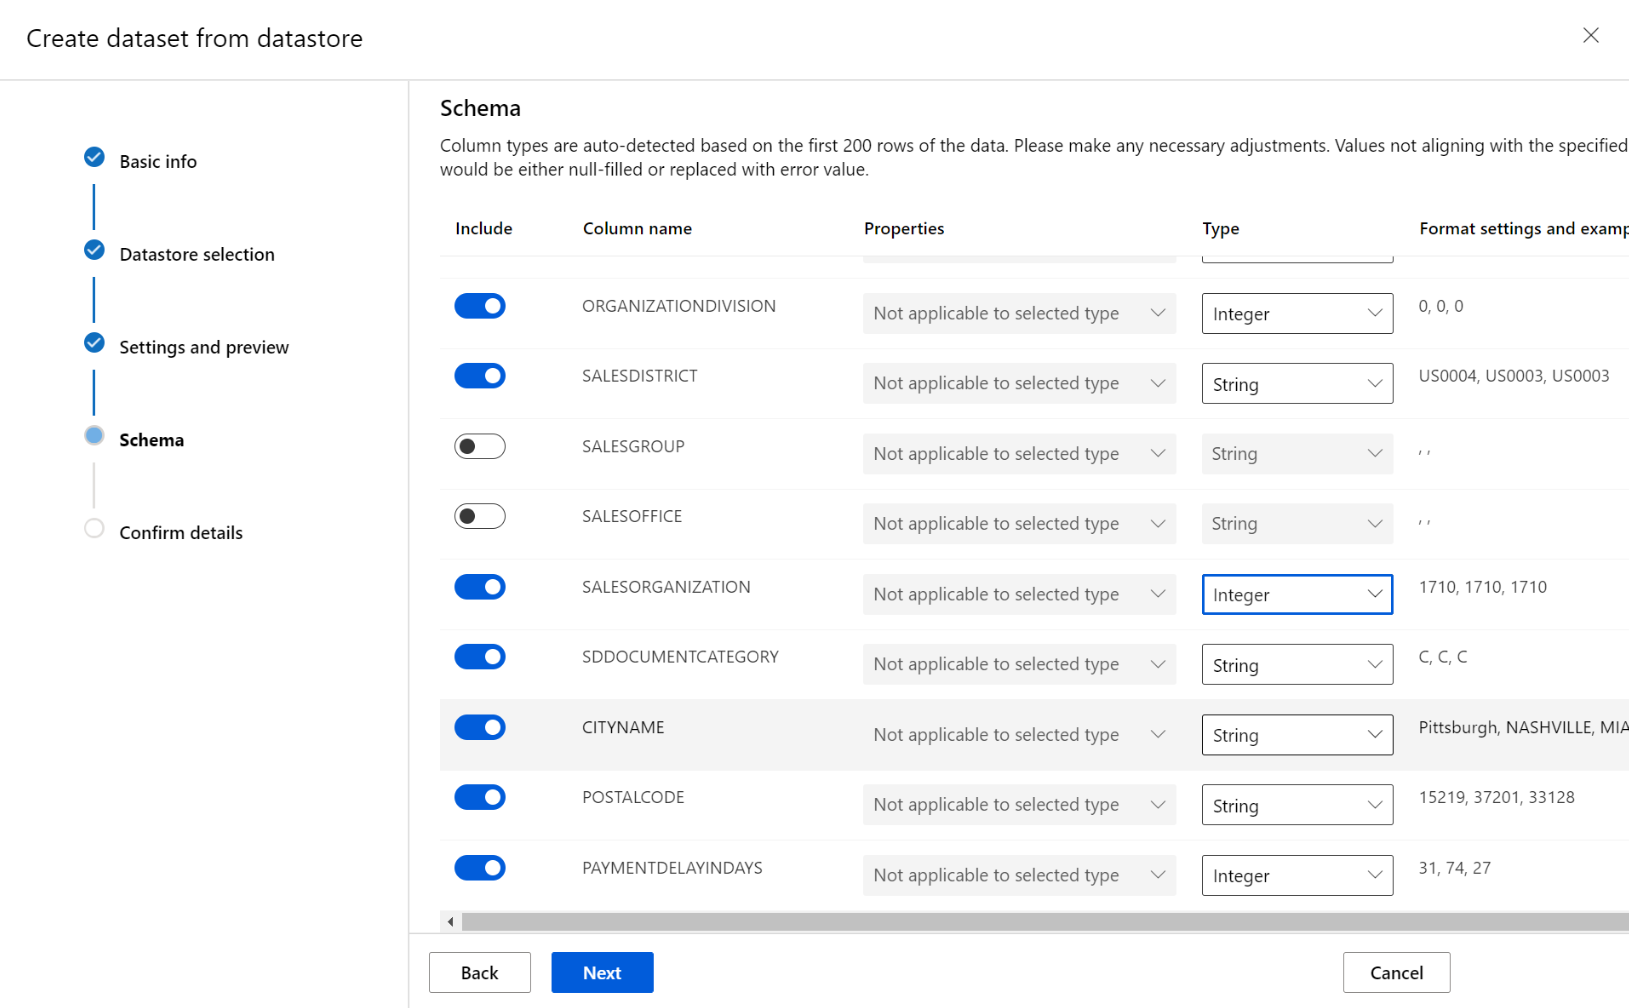 Create dataset from datastore
Basic info
Datastore selection
Settings and preview
Schema
Confirm details
Schema
Column types are auto-detected based on the first 200 rows of the data. Please make any necessary adjustments. Values not aligning with the specified
would be either null-filled or replaced with error value.
Include Column name Properties Type Format settings and examp
ORGANIZATIONDIVISION Not applicable to selected type Integer 0, 0, 0
SALESDISTRICT Not applicable to selected type String US0004, US0003, US0003
SALESGROUP Not applicable to selected type String , ,
SALESOFFICE Not applicable to selected type String , ,
SALESORGANIZATION Not applicable to selected type Integer 1710, 1710, 1710
SDDOCUMENTCATEGORY Not applicable to selected type String C, C, C
CITYNAME Not applicable to selected type String Pittsburgh, NASHVILLE, MIA
POSTALCODE Not applicable to selected type String 15219, 37201, 33128
PAYMENTDELAYINDAYS Not applicable to selected type Integer 31, 74, 27
Back Next Cancel